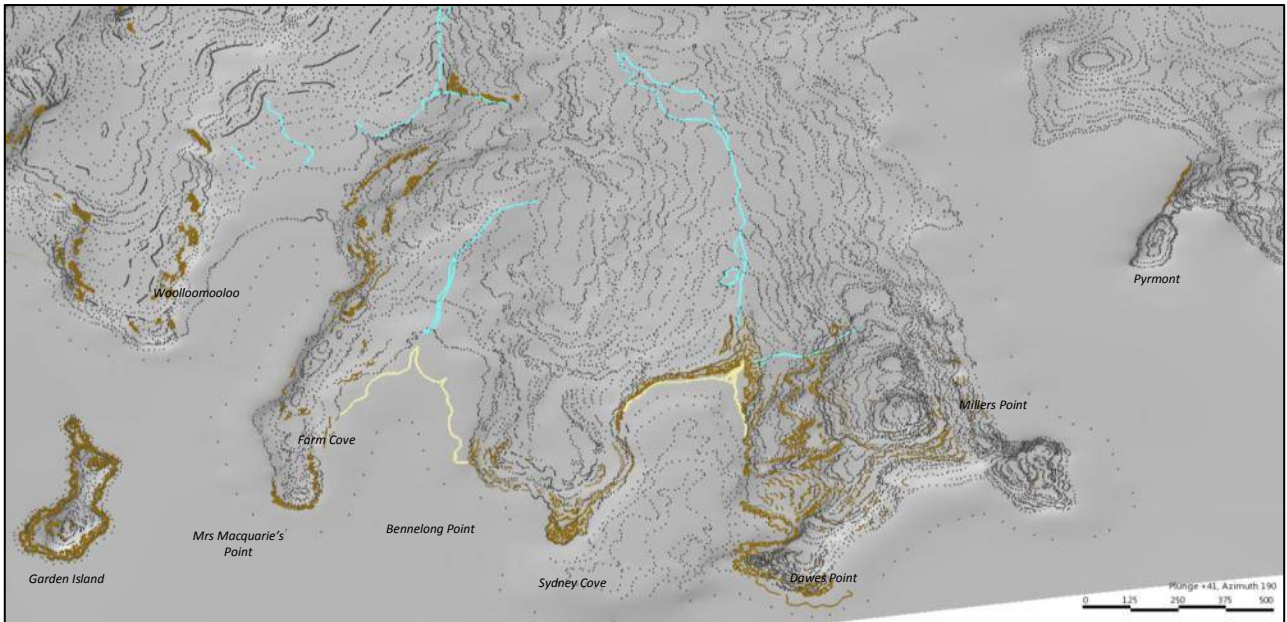 Woolloomooloo
Pyrmont
Millers Point
Farm Cove
Mrs Macquarie's
Point
Bennelong Point
Garden Island
Sydney Cove
Dawes Point
Plunge +41, Azimuth 190
0 125 250 375 500